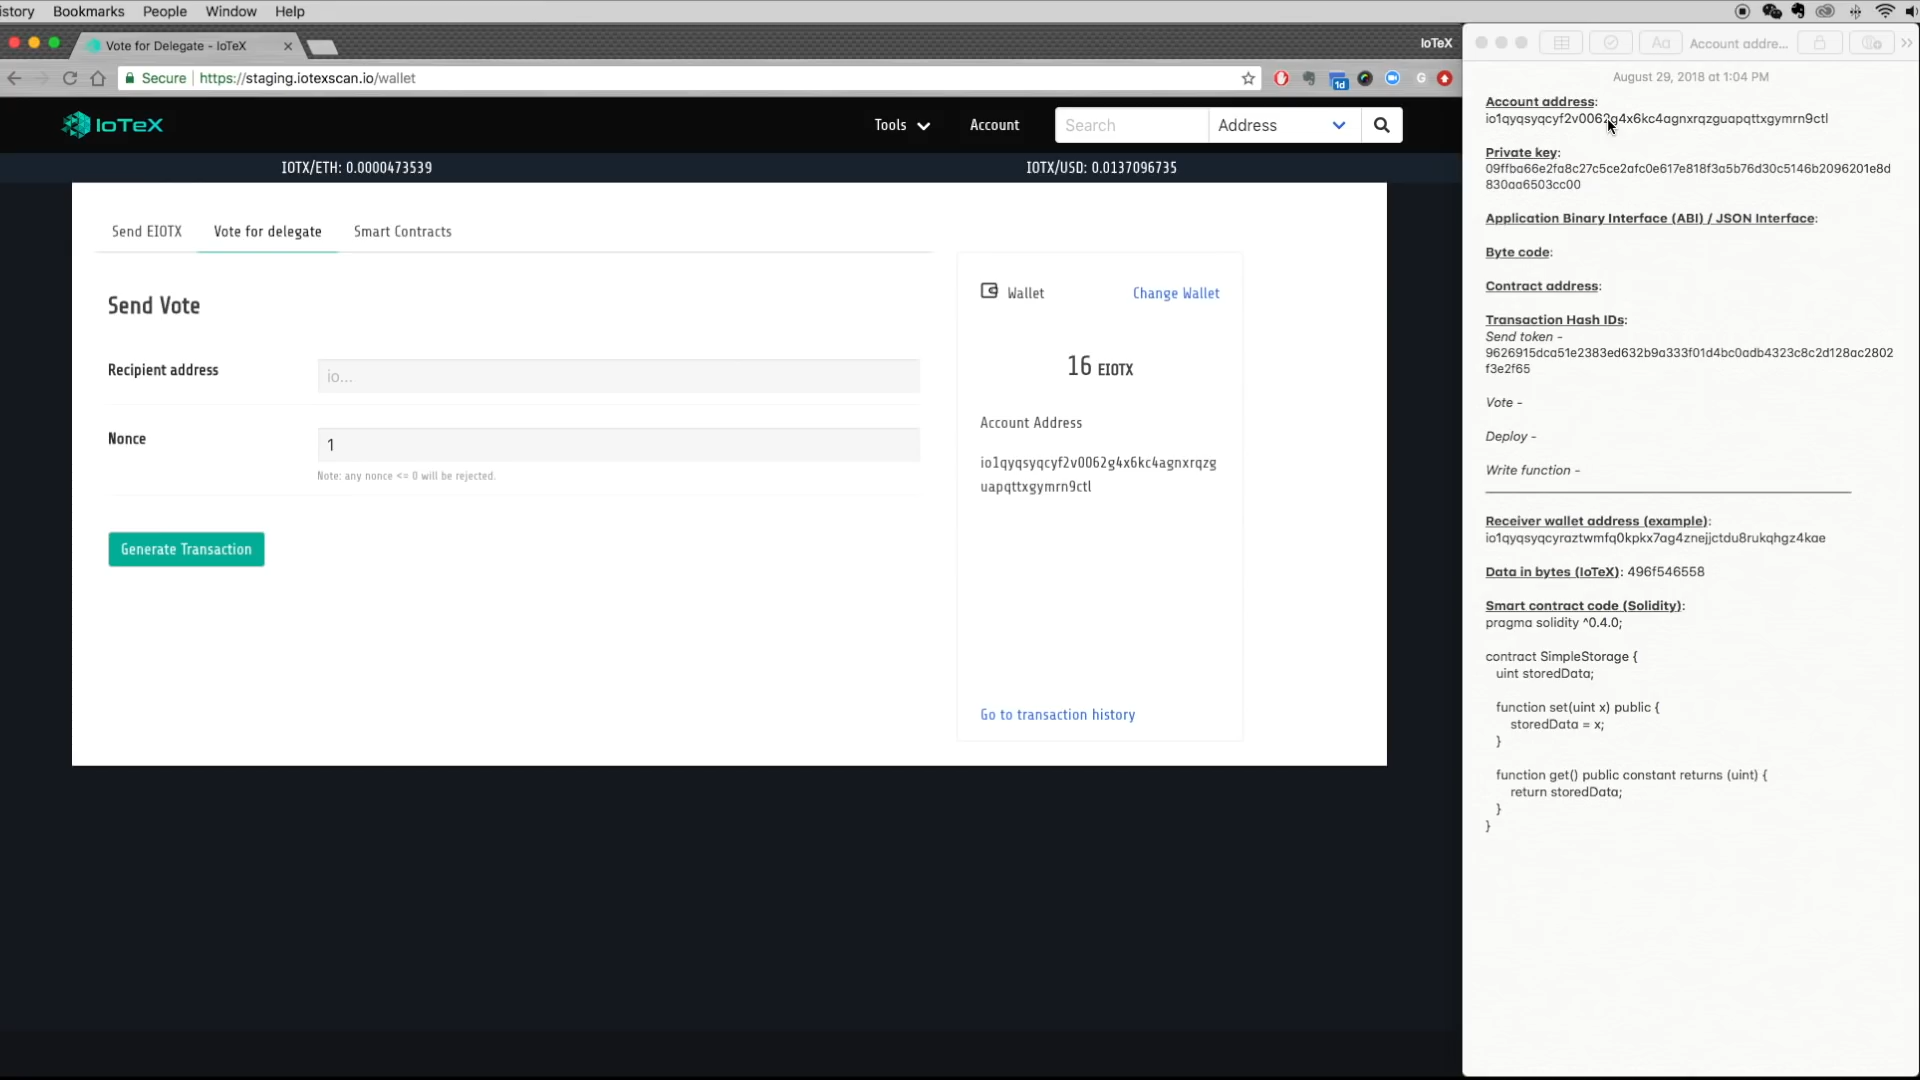 istory Bookmarks People Window Help
Vote for Delegate - IoTeX
IoTeX
Secure https://staging.iotexscan.io/wallet
1d
G
IoTeX
Tools
Account
Search
Address
IOTX/ETH: 0.0000473539
IOTX/USD: 0.0137096735
Send EIOTX
Vote for delegate
Smart Contracts
Send Vote
Recipient address
io...
Nonce
1
Note: any nonce <= 0 will be rejected.
Generate Transaction
Wallet
Change Wallet
16 EIOTX
Account Address
io1qyqsyqcyf2v0062g4x6kc4agnxrqzg
uapqttxgymrn9ctl
Go to transaction history
Aa
Account addre...
August 29, 2018 at 1:04 PM
Account address:
io1qyqsyqcyf2v0062g4x6kc4agnxrqzguapqttxgymrn9ctl
Private key:
09ffba66e2fa8c27c5ce2afc0e617e818f3a5b76d30c5146b2096201e8d
830aa6503cc00
Application Binary Interface (ABI) / JSON Interface:
Byte code:
Contract address:
Transaction Hash IDs:
Send token -
9626915dca51e2383ed632b9a333f01d4bc0adb4323c8c2d128ac2802
f3e2f65
Vote -
Deploy -
Write function -
Receiver wallet address (example):
io1qyqsyqcyraztwmfq0kpkx7ag4znejjctdu8rukqhgz4kae
Data in bytes (IoTeX): 496f546558
Smart contract code (Solidity):
pragma solidity ^0.4.0;
contract SimpleStorage {
uint storedData;
function set(uint x) public {
storedData = x;
}
function get() public constant returns (uint) {
return storedData;
}
}